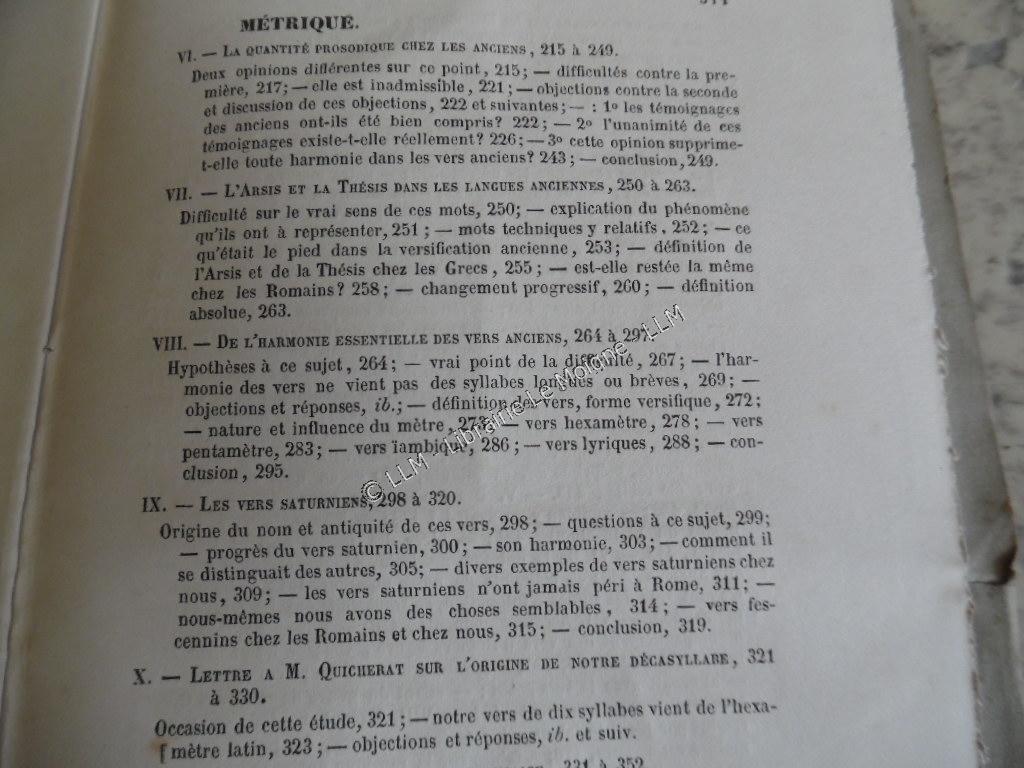 MÉTRIQUE.
VI. — LA QUANTITÉ PROSODIQUE CHEZ LES ANCIENS, 215 à 249.
Deux opinions différentes sur ce point, 215; — difficultés contre la pre-
mière, 217; — elle est inadmissible, 221; — objections contre la seconde
et discussion de ces objections, 222 et suivantes; — : 1º les témoignages
des anciens ont-ils été bien compris? 222; — 2º l'unanimité de ces
témoignages existe-t-elle réellement? 226; — 3º cette opinion supprime-
t-elle toute harmonie dans les vers anciens? 243; — conclusion, 249.
VII. — L'ARSIS ET LA THÉSIS DANS LES LANGUES ANCIENNES, 250 à 263.
Difficulté sur le vrai sens de ces mots, 250; — explication du phénomène
qu'ils ont à représenter, 251; — mots techniques y relatifs, 252; — ce
qu'était le pied dans la versification ancienne, 253; — définition de
l'Arsis et de la Thésis chez les Grecs, 255; — est-elle restée la même
chez les Romains? 258; — changement progressif, 260; — définition
absolue, 263.
VIII. — DE L'HARMONIE ESSENTIELLE DES VERS ANCIENS, 264 à 297.
Hypothèses à ce sujet, 264; — vrai point de la difficulté, 267; — l'har-
monie des vers ne vient pas des syllabes longues ou brèves, 269; —
objections et réponses, ib.; — définition des vers, forme versifique, 272;
— nature et influence du mètre, 273; — vers hexamètre, 278; — vers
pentamètre, 283; — vers ïambique, 286; — vers lyriques, 288; — con-
clusion, 295.
IX. — LES VERS SATURNIENS, 298 à 320.
Origine du nom et antiquité de ces vers, 298; — questions à ce sujet, 299;
— progrès du vers saturnien, 300; — son harmonie, 303; — comment il
se distinguait des autres, 305; — divers exemples de vers saturniens chez
nous, 309; — les vers saturniens n'ont jamais péri à Rome, 311; —
nous-mêmes nous avons des choses semblables, 314; — vers fes-
cennins chez les Romains et chez nous, 315; — conclusion, 319.
X. — LETTRE A M. QUICHERAT SUR L'ORIGINE DE NOTRE DÉCASYLLABE, 321
à 330.
Occasion de cette étude, 321; — notre vers de dix syllabes vient de l'hexa-
mètre latin, 323; — objections et réponses, ib. et suiv.
à 352
© LLM - Librairie Le Moigne - LLM